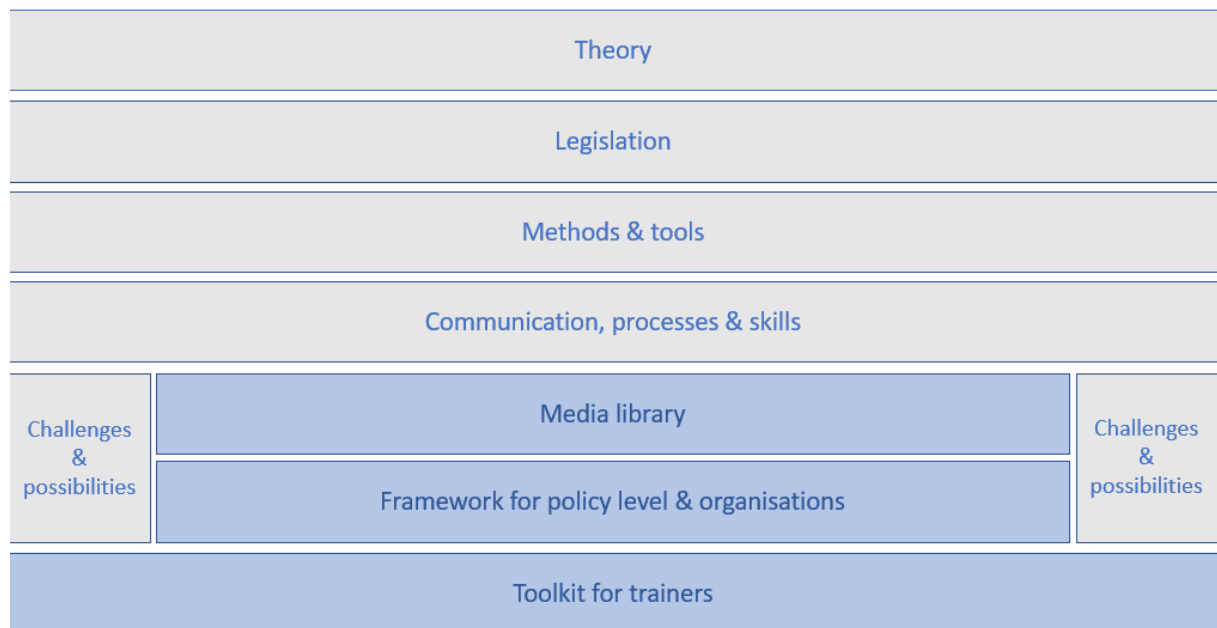 Theory
Legislation
Methods & tools
Communication, processes & skills
Challenges
&
possibilities
Media library
Framework for policy level & organisations
Challenges
&
possibilities
Toolkit for trainers